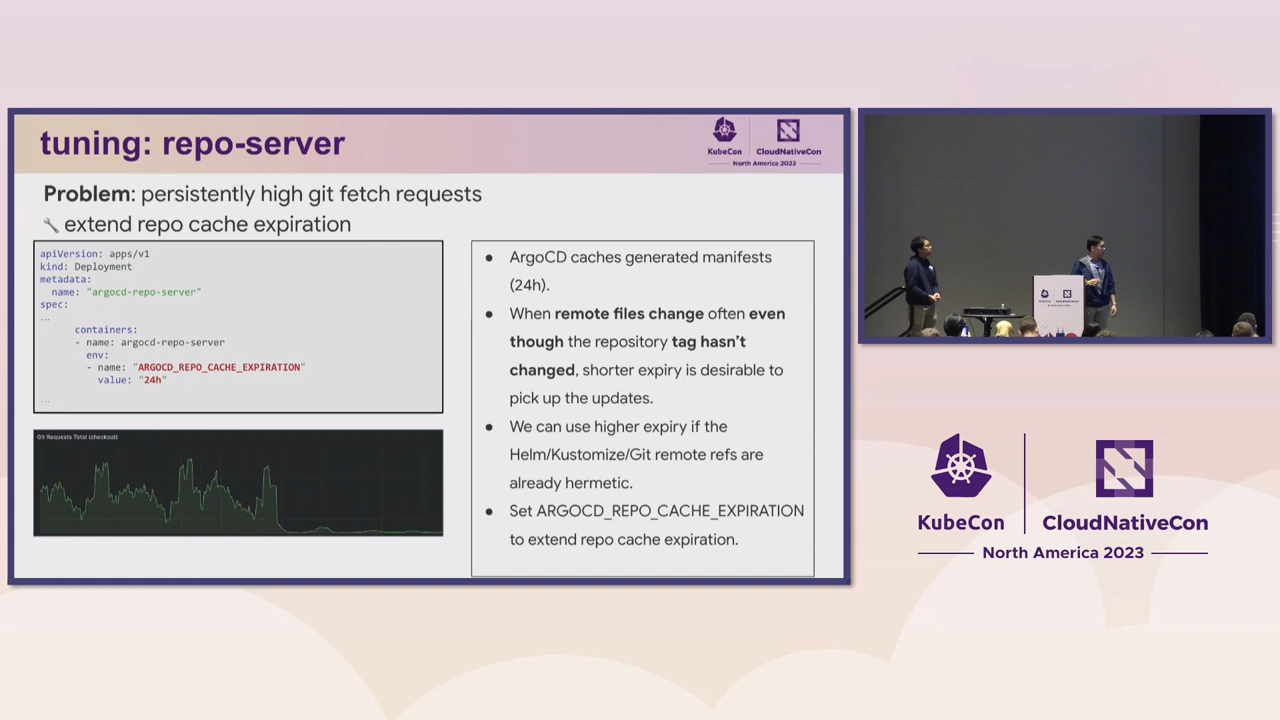 tuning: repo-server
KubeCon
CloudNativeCon
North America 2023
Problem: persistently high git fetch requests
extend repo cache expiration
apiVersion: apps/v1
kind: Deployment
metadata:
name: "argocd-repo-server"
spec:
...
containers:
- name: argocd-repo-server
env:
- name: "ARGOCD_REPO_CACHE_EXPIRATION"
value: "24h"
...
Git Requests Total (checkout)
● ArgoCD caches generated manifests
(24h).
● When remote files change often even
though the repository tag hasn't
changed, shorter expiry is desirable to
pick up the updates.
● We can use higher expiry if the
Helm/Kustomize/Git remote refs are
already hermetic.
● Set ARGOCD_REPO_CACHE_EXPIRATION
to extend repo cache expiration.
KubeCon
CloudNativeCon
North America 2023